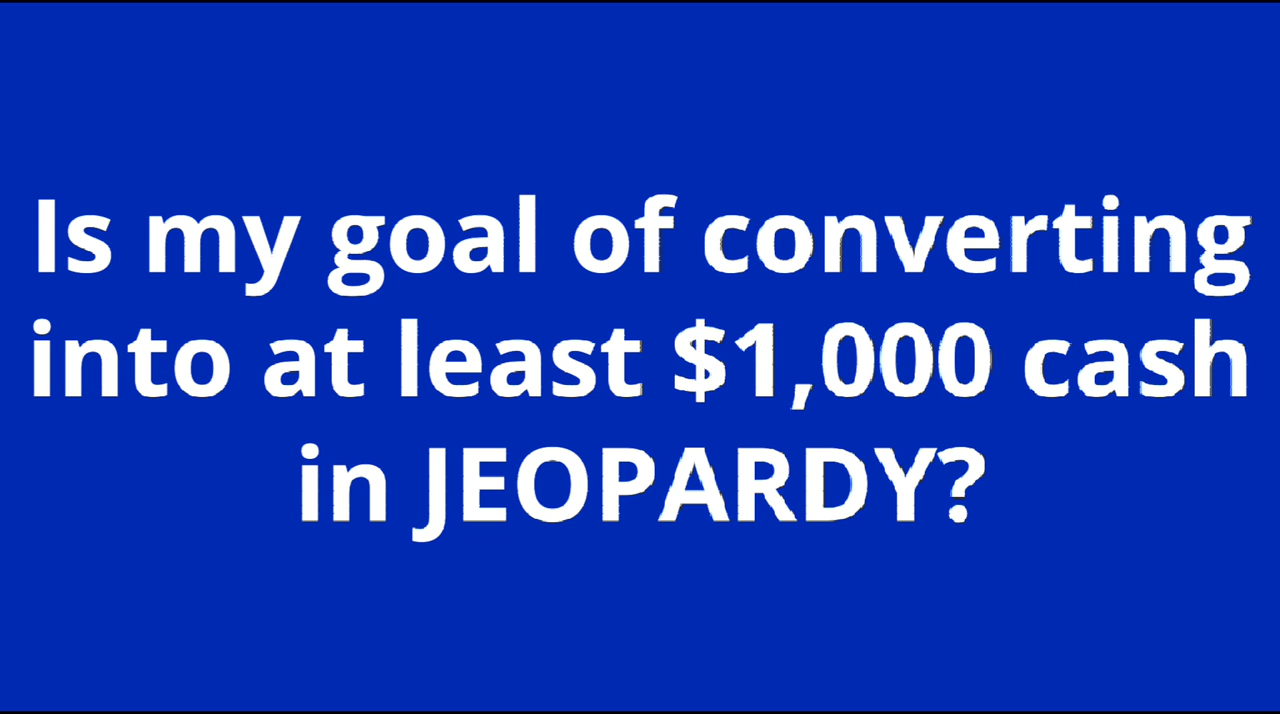 Is my goal of converting
into at least $1,000 cash
in JEOPARDY?